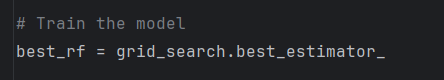 # Train the model
best_rf = grid_search.best_estimator_